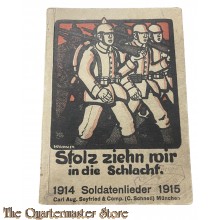 Stolz ziehn wir
in die Schlacht.
1914 Soldatenlieder 1915
Carl Aug. Seyfried & Comp. (C. Schnell) München
The Quartermaster Store